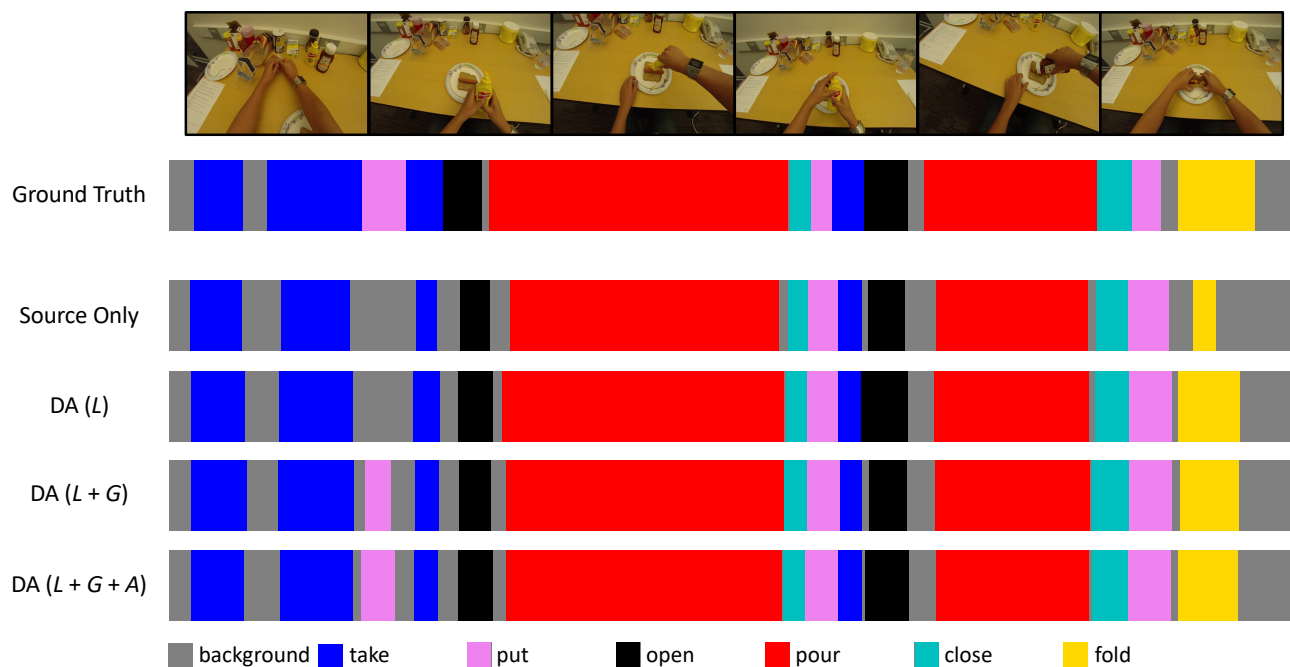 Ground Truth
Source Only
DA (L)
DA (L + G)
DA (L + G + A)
background take put open pour close fold